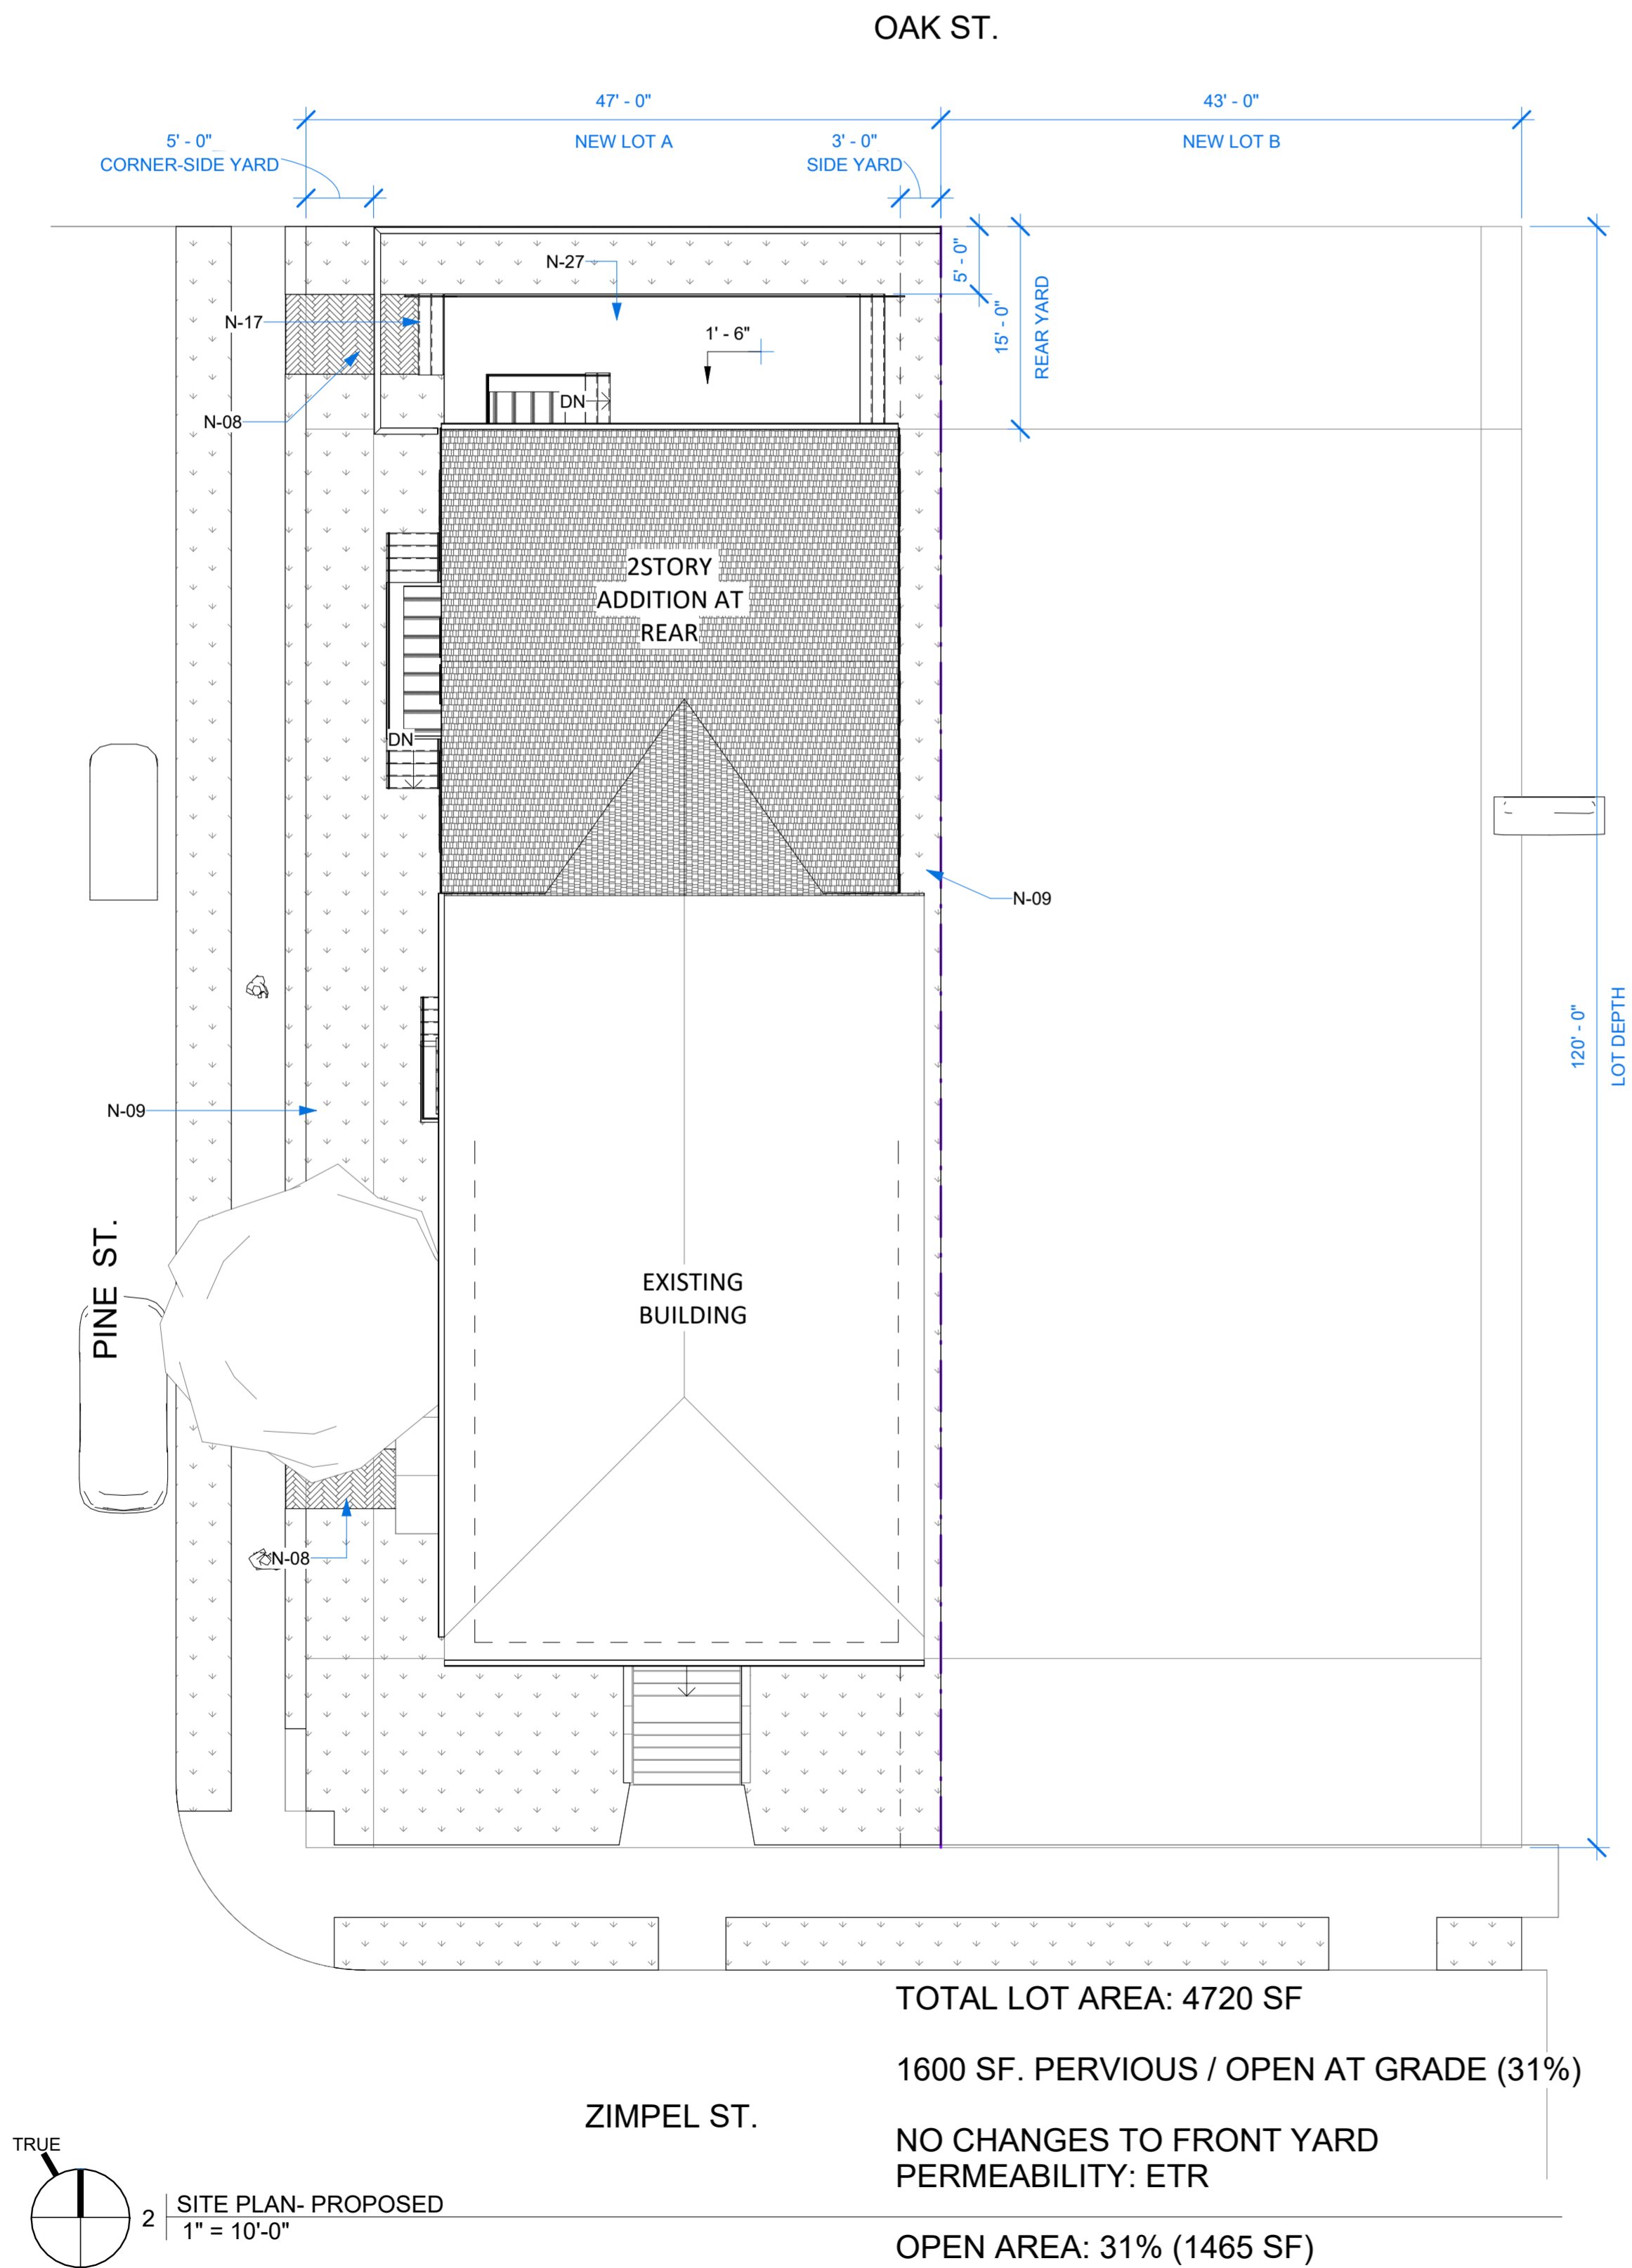 OAK ST.
47' - 0"
43' - 0"
5' - 0"
CORNER-SIDE YARD
NEW LOT A
3' - 0"
SIDE YARD
NEW LOT B
N-27
5' - 0"
15' - 0"
REAR YARD
N-17
1' - 6"
DN
N-08
2STORY
ADDITION AT
REAR
DN
N-09
120' - 0"
LOT DEPTH
N-09
PINE ST.
EXISTING
BUILDING
N-08
TOTAL LOT AREA: 4720 SF
1600 SF. PERVIOUS / OPEN AT GRADE (31%)
ZIMPEL ST.
NO CHANGES TO FRONT YARD
PERMEABILITY: ETR
TRUE
2
SITE PLAN- PROPOSED
1" = 10'-0"
OPEN AREA: 31% (1465 SF)